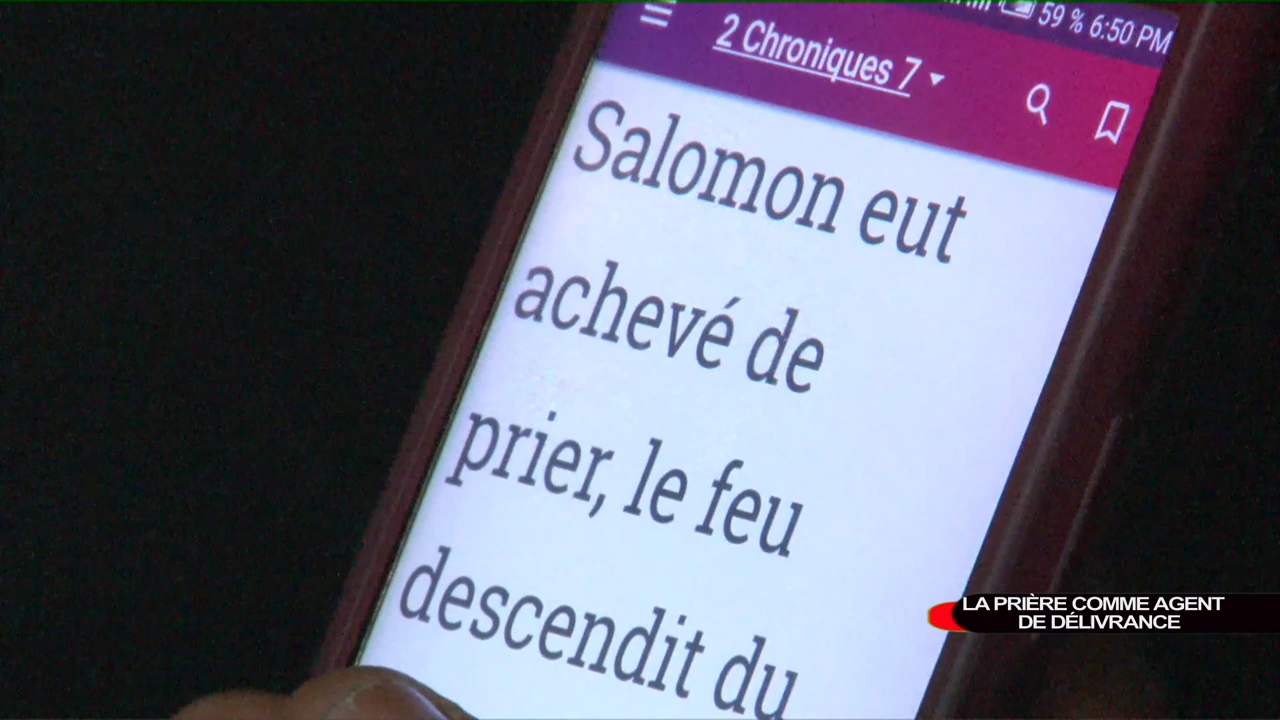 59 % 6:50 PM
2 Chroniques 7
Salomon eut
achevé de
prier, le feu
descendit du
LA PRIÈRE COMME AGENT
DE DÉLIVRANCE